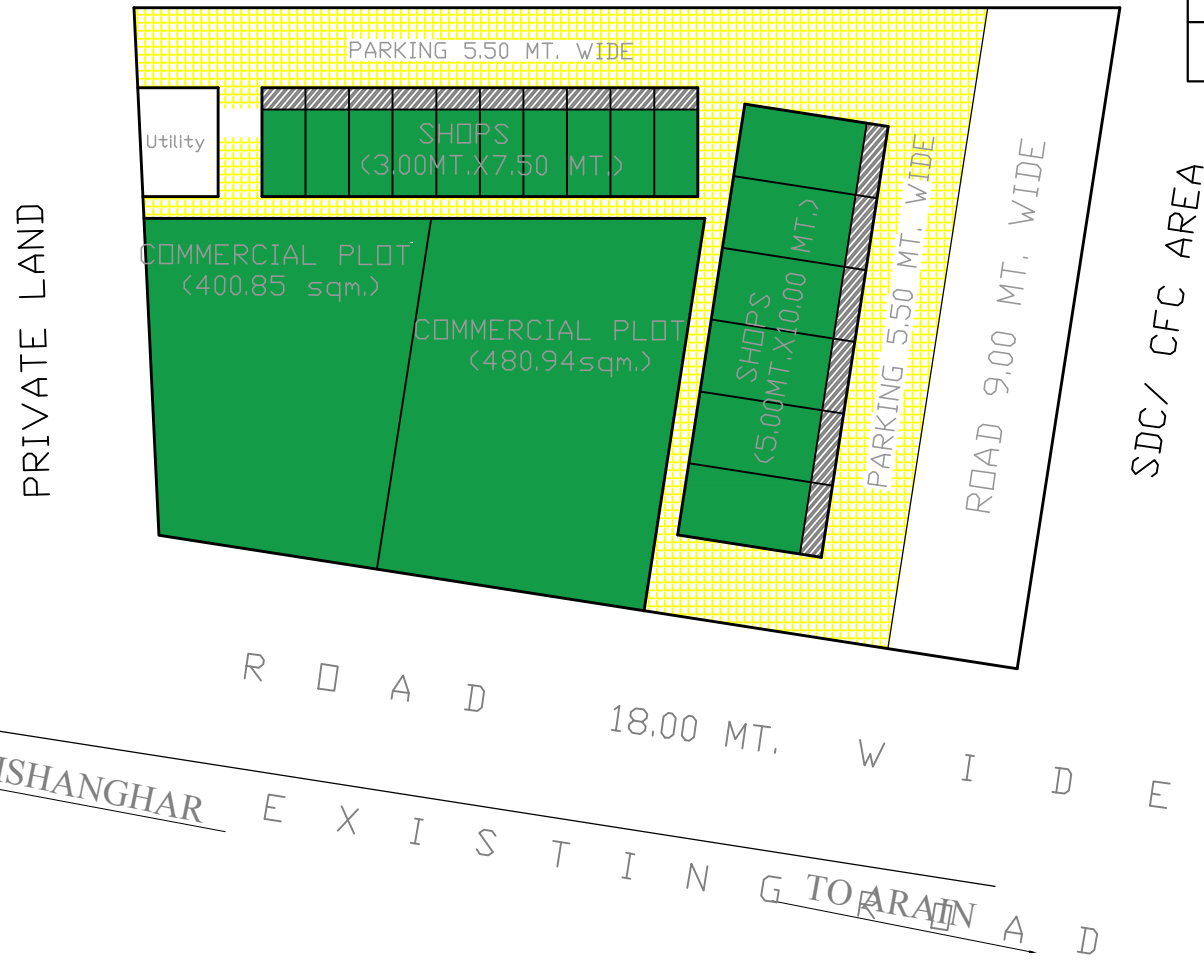 PARKING 5.50 MT. WIDE
Utility
SHOPS
(3.00MT.X7.50 MT.)
COMMERCIAL PLOT
(400.85 sqm.)
COMMERCIAL PLOT
(480.94sqm.)
SHOPS
(5.00MT.X10.00 MT.)
PARKING 5.50 MT. WIDE
ROAD 9.00 MT. WIDE
PRIVATE LAND
SDC/ CFC AREA
ROAD 18.00 MT. WIDE
ISHANGHAR
EXISTING ROAD
TO ARAIN